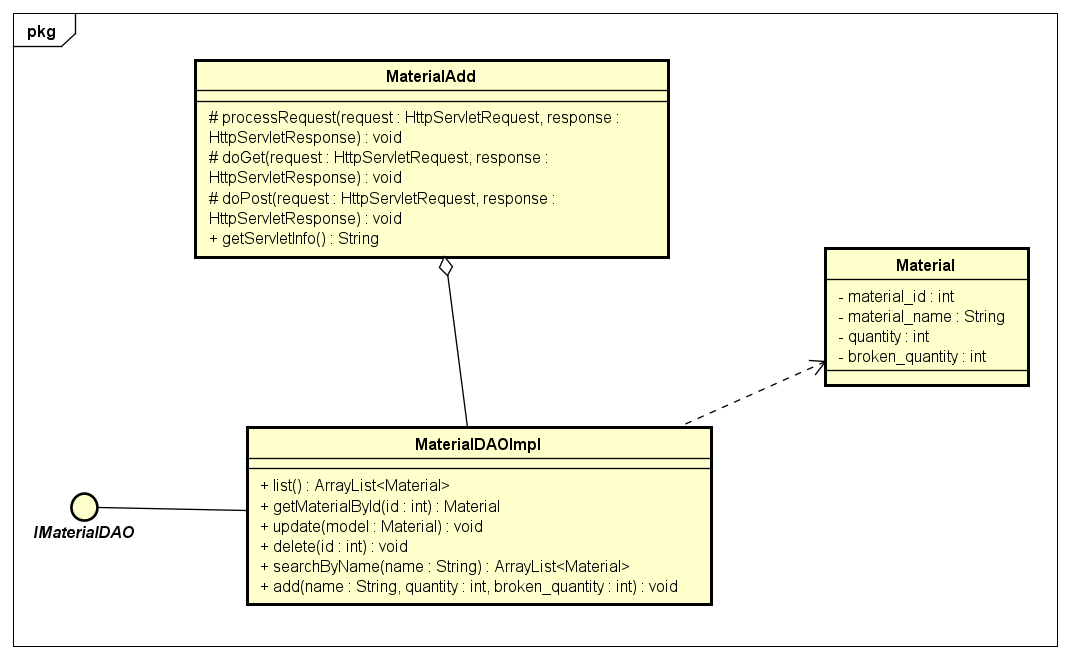 pkg
MaterialAdd
# processRequest(request : HttpServletRequest, response :
HttpServletResponse) : void
# doGet(request : HttpServletRequest, response :
HttpServletResponse) : void
# doPost(request : HttpServletRequest, response :
HttpServletResponse) : void
+ getServletInfo() : String
Material
- material_id : int
- material_name : String
- quantity : int
- broken_quantity : int
MaterialDAOImpl
+ list() : ArrayList<Material>
+ getMaterialById(id : int) : Material
+ update(model : Material) : void
+ delete(id : int) : void
+ searchByName(name : String) : ArrayList<Material>
+ add(name : String, quantity : int, broken_quantity : int) : void
IMaterialDAO